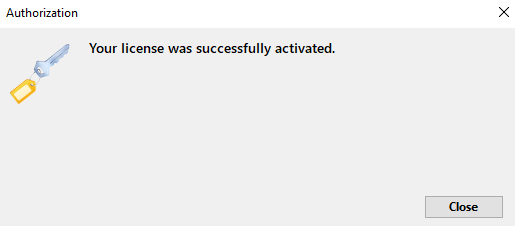 Authorization
Your license was successfully activated.
Close